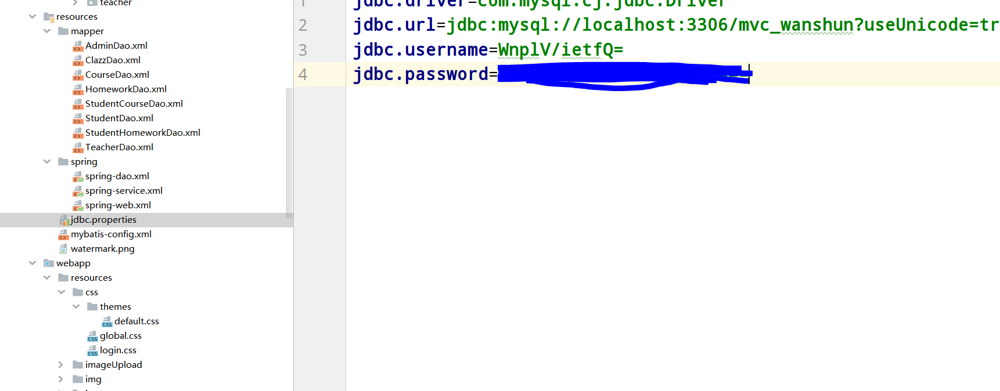 teacher
resources
mapper
AdminDao.xml
ClazzDao.xml
CourseDao.xml
HomeworkDao.xml
StudentCourseDao.xml
StudentDao.xml
StudentHomeworkDao.xml
TeacherDao.xml
spring
spring-dao.xml
spring-service.xml
spring-web.xml
jdbc.properties
mybatis-config.xml
watermark.png
webapp
resources
css
themes
default.css
global.css
login.css
imageUpload
img
1 jdbc.driver=com.mysql.cj.jdbc.Driver
2 jdbc.url=jdbc:mysql://localhost:3306/mvc_wanshun?useUnicode=tr
3 jdbc.username=WnplV/ietfQ=
4 jdbc.password=